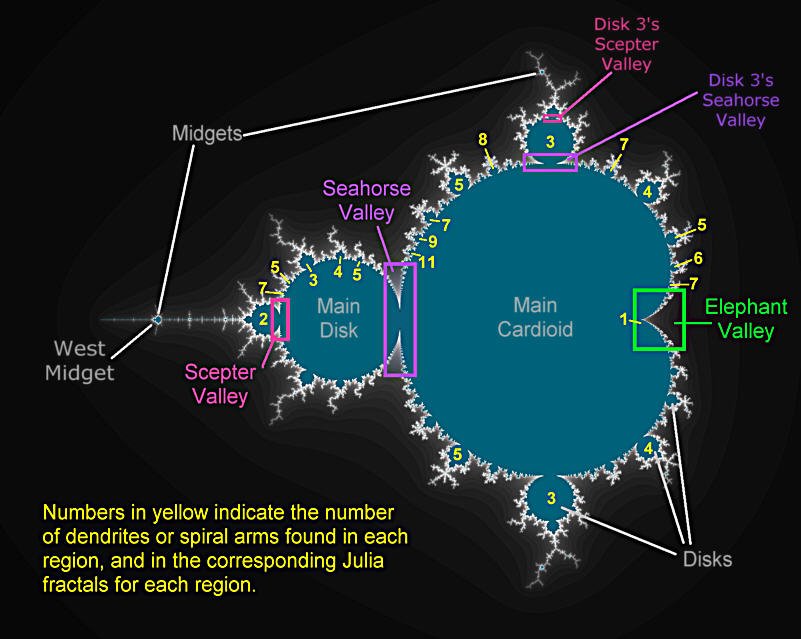 Disk 3's
Scepter
Valley
Disk 3's
Seahorse
Valley
Midgets
8
3
7
Seahorse
Valley
5
4
7
9
11
5
6
7
5
7
3
4
5
2
Main
Disk
Main
Cardioid
1
Elephant
Valley
West
Midget
Scepter
Valley
5
4
3
Disks
Numbers in yellow indicate the number
of dendrites or spiral arms found in each
region, and in the corresponding Julia
fractals for each region.